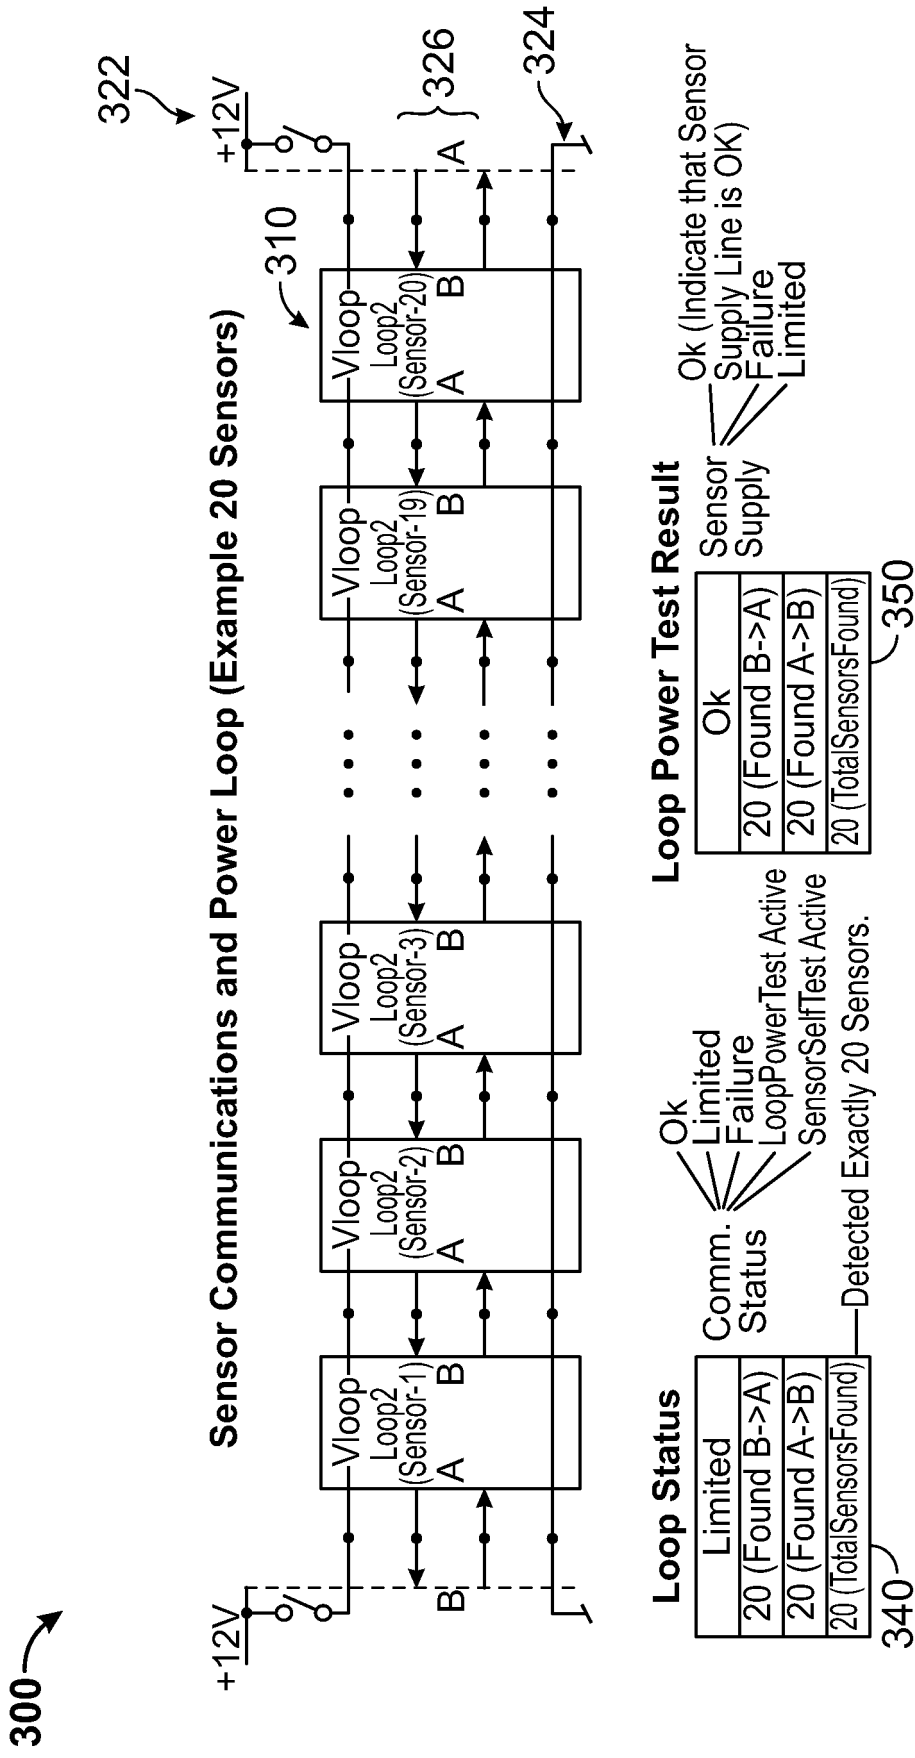 300
Sensor Communications and Power Loop (Example 20 Sensors)
322
+12V
+12V
310
326
324
B
Vloop
Loop2
(Sensor-1)
A
B
Vloop
Loop2
(Sensor-2)
A
B
Vloop
Loop2
(Sensor-3)
A
B
Vloop
Loop2
(Sensor-19)
A
B
Vloop
Loop2
(Sensor-20)
A
B
A
Loop Status
Limited
20 (Found B->A)
20 (Found A->B)
20 (TotalSensorsFound)
340
Comm.
Status
Ok
Limited
Failure
LoopPowerTest Active
SensorSelfTest Active
Detected Exactly 20 Sensors.
Loop Power Test Result
Ok
20 (Found B->A)
20 (Found A->B)
20 (TotalSensorsFound)
350
Sensor
Supply
Ok (Indicate that Sensor
Supply Line is OK)
Failure
Limited